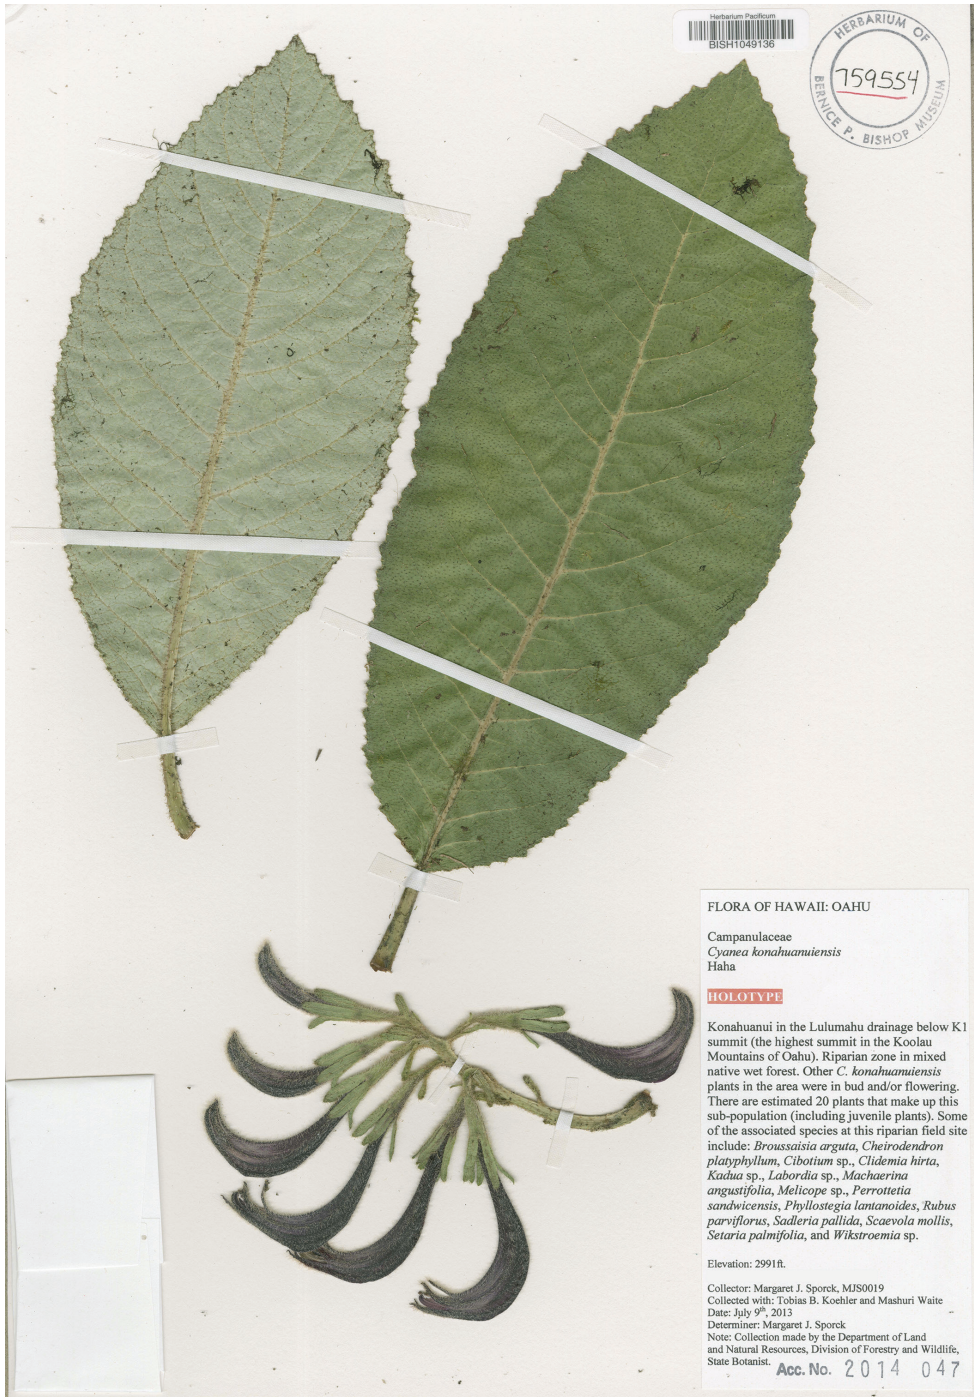 Herbarium Pacificum
BISH1049136
HERBARIUM OF
759554
BERNICE P. BISHOP MUSEUM
FLORA OF HAWAII: OAHU
Campanulaceae
Cyanea konahuanuiensis
Haha
HOLOTYPE
Konahuanui in the Lulumahu drainage below K1
summit (the highest summit in the Koolau
Mountains of Oahu). Riparian zone in mixed
native wet forest. Other C. konahuanuiensis
plants in the area were in bud and/or flowering.
There are estimated 20 plants that make up this
sub-population (including juvenile plants). Some
of the associated species at this riparian field site
include: Broussaisia arguta, Cheirodendron
platyphyllum, Cibotium sp., Clidemia hirta,
Kadua sp., Labordia sp., Machaerina
angustifolia, Melicope sp., Perrottetia
sandwicensis, Phyllostegia lantanoides, Rubus
parviflorus, Sadleria pallida, Scaevola mollis,
Setaria palmifolia, and Wikstroemia sp.
Elevation: 2991ft.
Collector: Margaret J. Sporck, MJS0019
Collected with: Tobias B. Koehler and Mashuri Waite
Date: July 9th, 2013
Determiner: Margaret J. Sporck
Note: Collection made by the Department of Land
and Natural Resources, Division of Forestry and Wildlife,
State Botanist. Acc. No. 2014 047